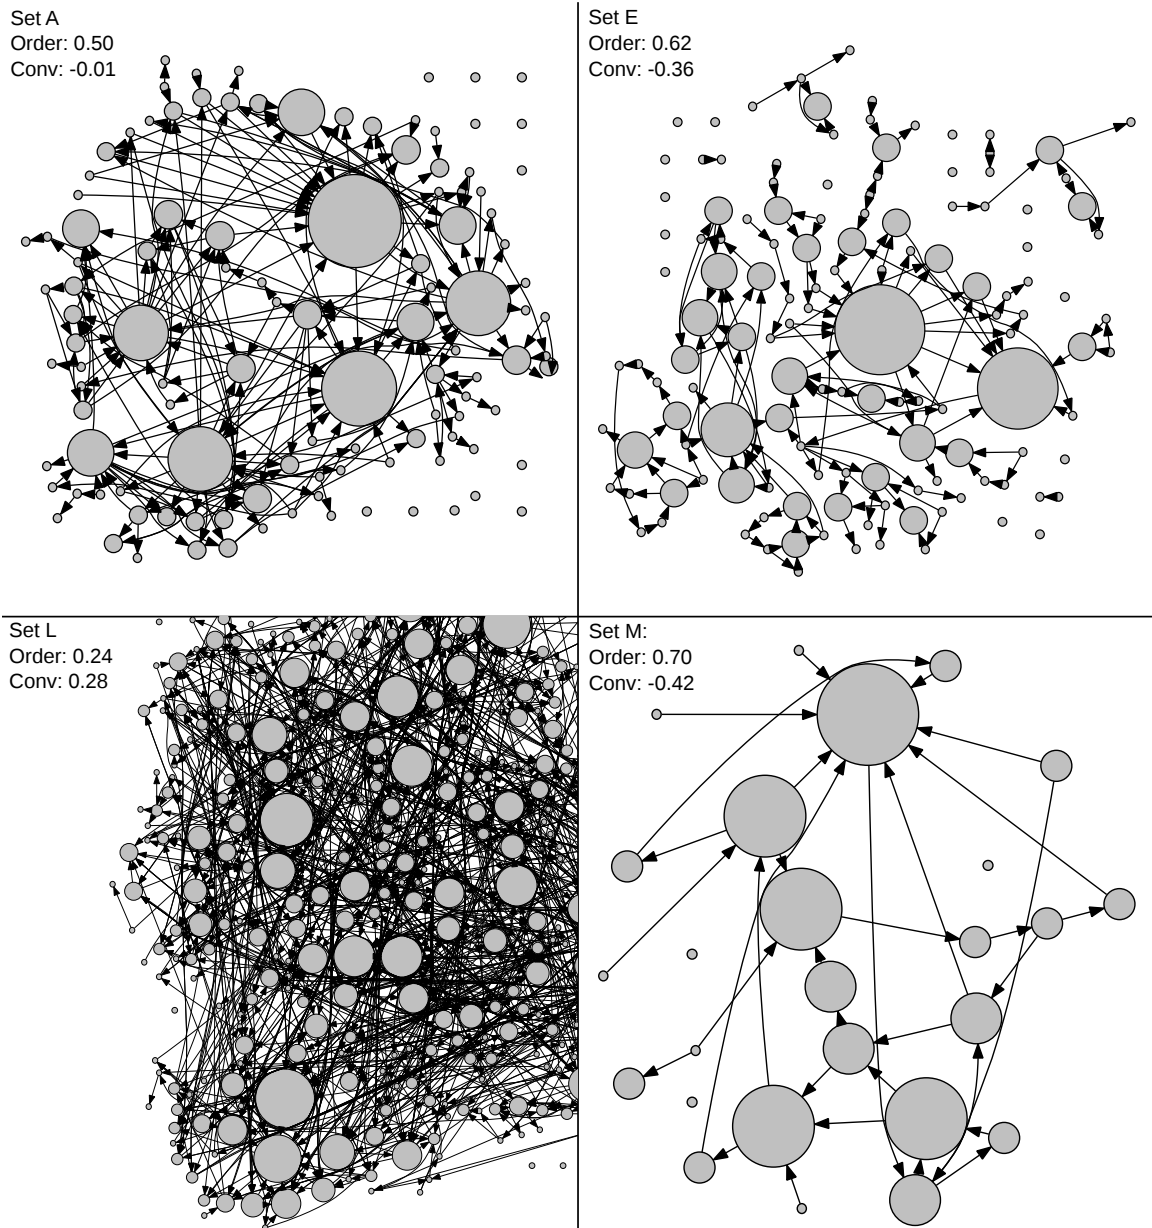 Set A
Order: 0.50
Conv: -0.01
Set E
Order: 0.62
Conv: -0.36
Set L
Order: 0.24
Conv: 0.28
Set M:
Order: 0.70
Conv: -0.42